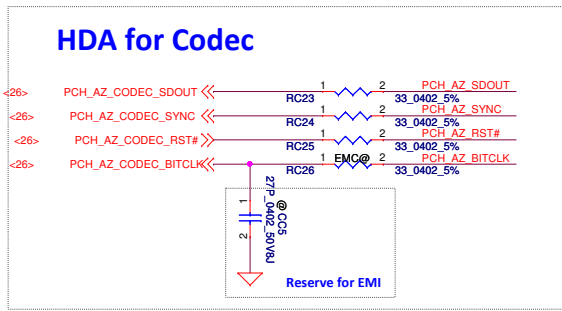 HDA for Codec
<26> PCH_AZ_CODEC_SDOUT 1 2 PCH_AZ_SDOUT
RC23 33_0402_5%
<26> PCH_AZ_CODEC_SYNC 1 2 PCH_AZ_SYNC
RC24 33_0402_5%
<26> PCH_AZ_CODEC_RST# 1 2 PCH_AZ_RST#
RC25 33_0402_5%
<26> PCH_AZ_CODEC_BITCLK 1 EMC@ 2 PCH_AZ_BITCLK
RC26 33_0402_5%
1
2
@CC5
27P_0402_50V8J
Reserve for EMI